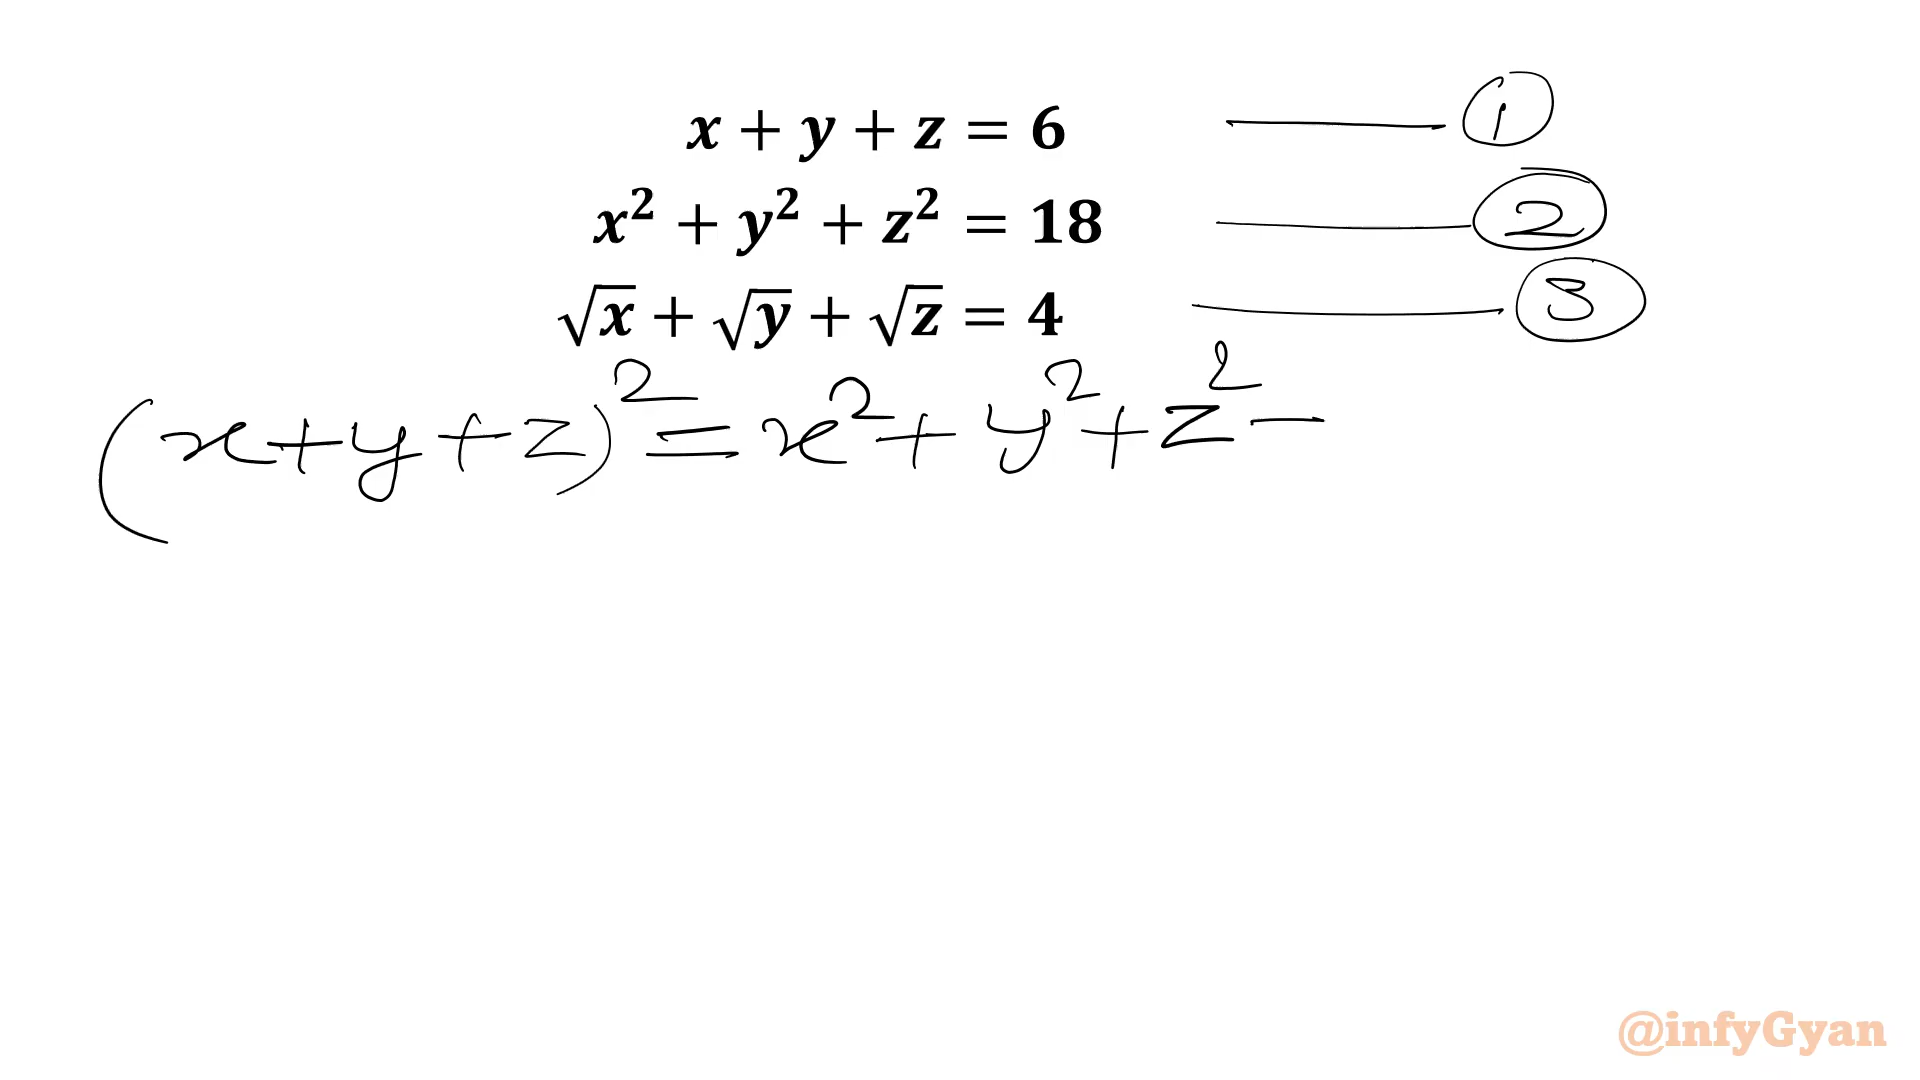 x + y + z = 6 —— 1
x² + y² + z² = 18 —— 2
√x + √y + √z = 4 —— 3
(x+y+z)² = x² + y² + z² —
@infyGyan